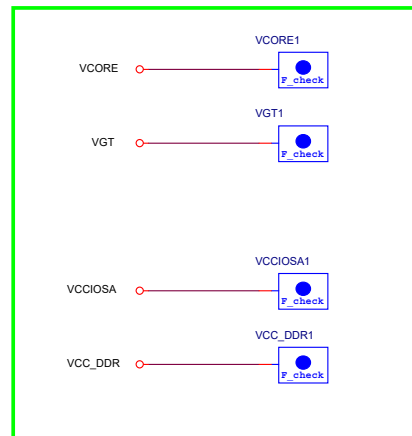 VCORE1
VCORE
F_check
VGT1
VGT
F_check
VCCIOSA1
VCCIOSA
F_check
VCC_DDR1
VCC_DDR
F_check